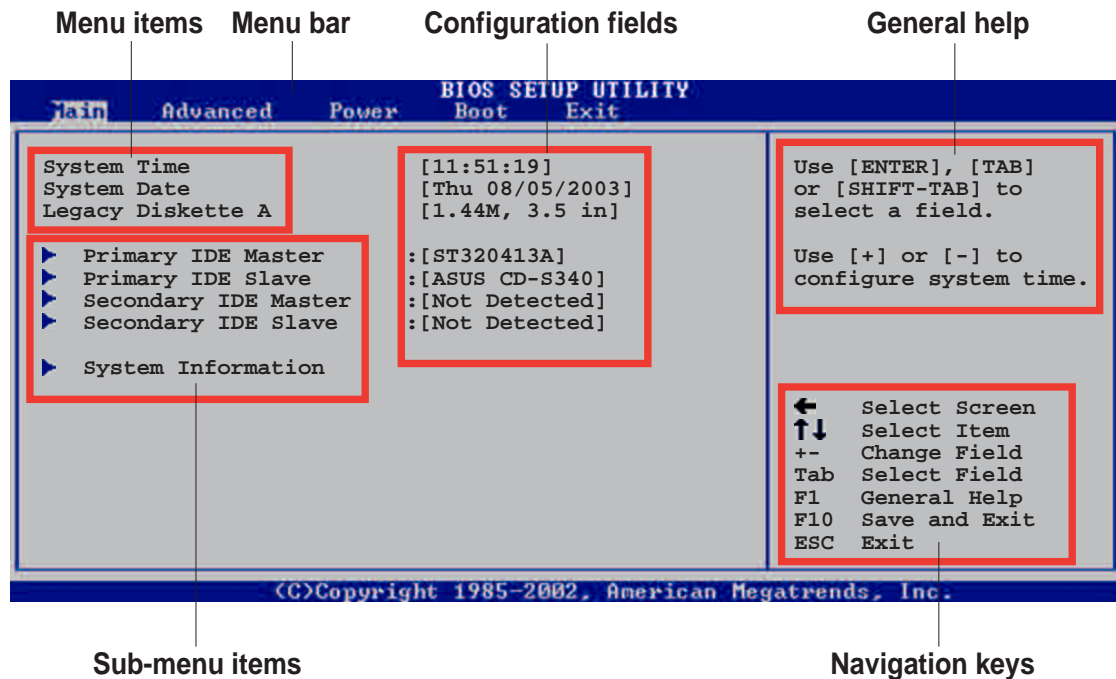 Menu items Menu bar Configuration fields General help
BIOS SETUP UTILITY
Main Advanced Power Boot Exit
System Time [11:51:19]
System Date [Thu 08/05/2003]
Legacy Diskette A [1.44M, 3.5 in]
Primary IDE Master :[ST320413A]
Primary IDE Slave :[ASUS CD-S340]
Secondary IDE Master :[Not Detected]
Secondary IDE Slave :[Not Detected]
System Information
Use [ENTER], [TAB]
or [SHIFT-TAB] to
select a field.
Use [+] or [-] to
configure system time.
← Select Screen
↑↓ Select Item
+- Change Field
Tab Select Field
F1 General Help
F10 Save and Exit
ESC Exit
(C)Copyright 1985-2002, American Megatrends, Inc.
Sub-menu items Navigation keys